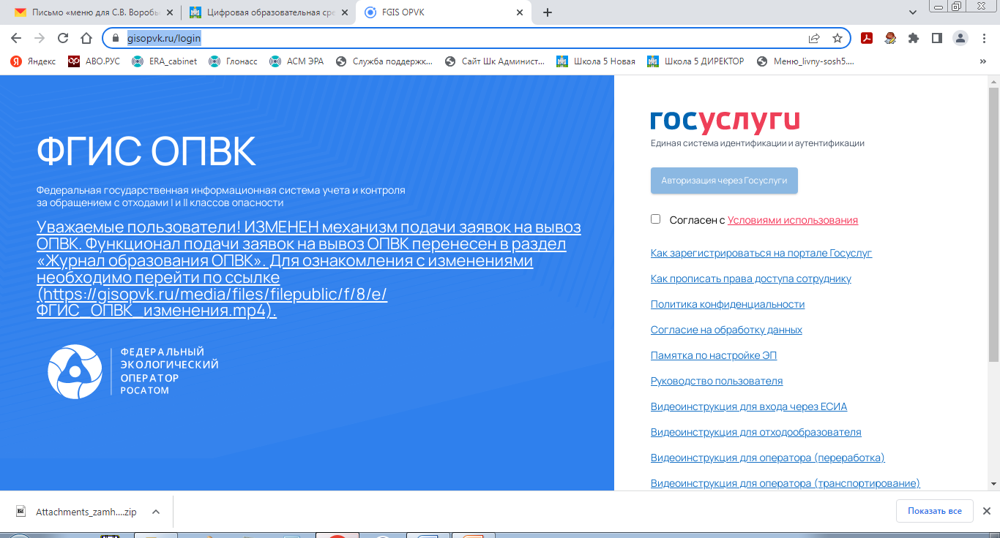 Письмо «меню для С.В. Воробь
Цифровая образовательная сре
FGIS OPVK
gisopvk.ru/login
Яндекс
АВО.РУС
ERA_cabinet
Глонасс
АСМ ЭРА
Служба поддержк...
Сайт Шк Админист...
Школа 5 Новая
Школа 5 ДИРЕКТОР
Меню_livny-sosh5....
»
ФГИС ОПВК
Федеральная государственная информационная система учета и контроля
за обращением с отходами I и II классов опасности
Уважаемые пользователи! ИЗМЕНЕН механизм подачи заявок на вывоз
ОПВК. Функционал подачи заявок на вывоз ОПВК перенесен в раздел
«Журнал образования ОПВК». Для ознакомления с изменениями
необходимо перейти по ссылке
(https://gisopvk.ru/media/files/filepublic/f/8/e/
ФГИС_ОПВК_изменения.mp4).
ФЕДЕРАЛЬНЫЙ
ЭКОЛОГИЧЕСКИЙ
ОПЕРАТОР
РОСАТОМ
госуслуги
Единая система идентификации и аутентификации
Авторизация через Госуслуги
Согласен с Условиями использования
Как зарегистрироваться на портале Госуслуг
Как прописать права доступа сотруднику
Политика конфиденциальности
Согласие на обработку данных
Памятка по настройке ЭП
Руководство пользователя
Видеоинструкция для входа через ЕСИА
Видеоинструкция для отходообразователя
Видеоинструкция для оператора (переработка)
Видеоинструкция для оператора (транспортирование)
Attachments_zamh....zip
Показать все